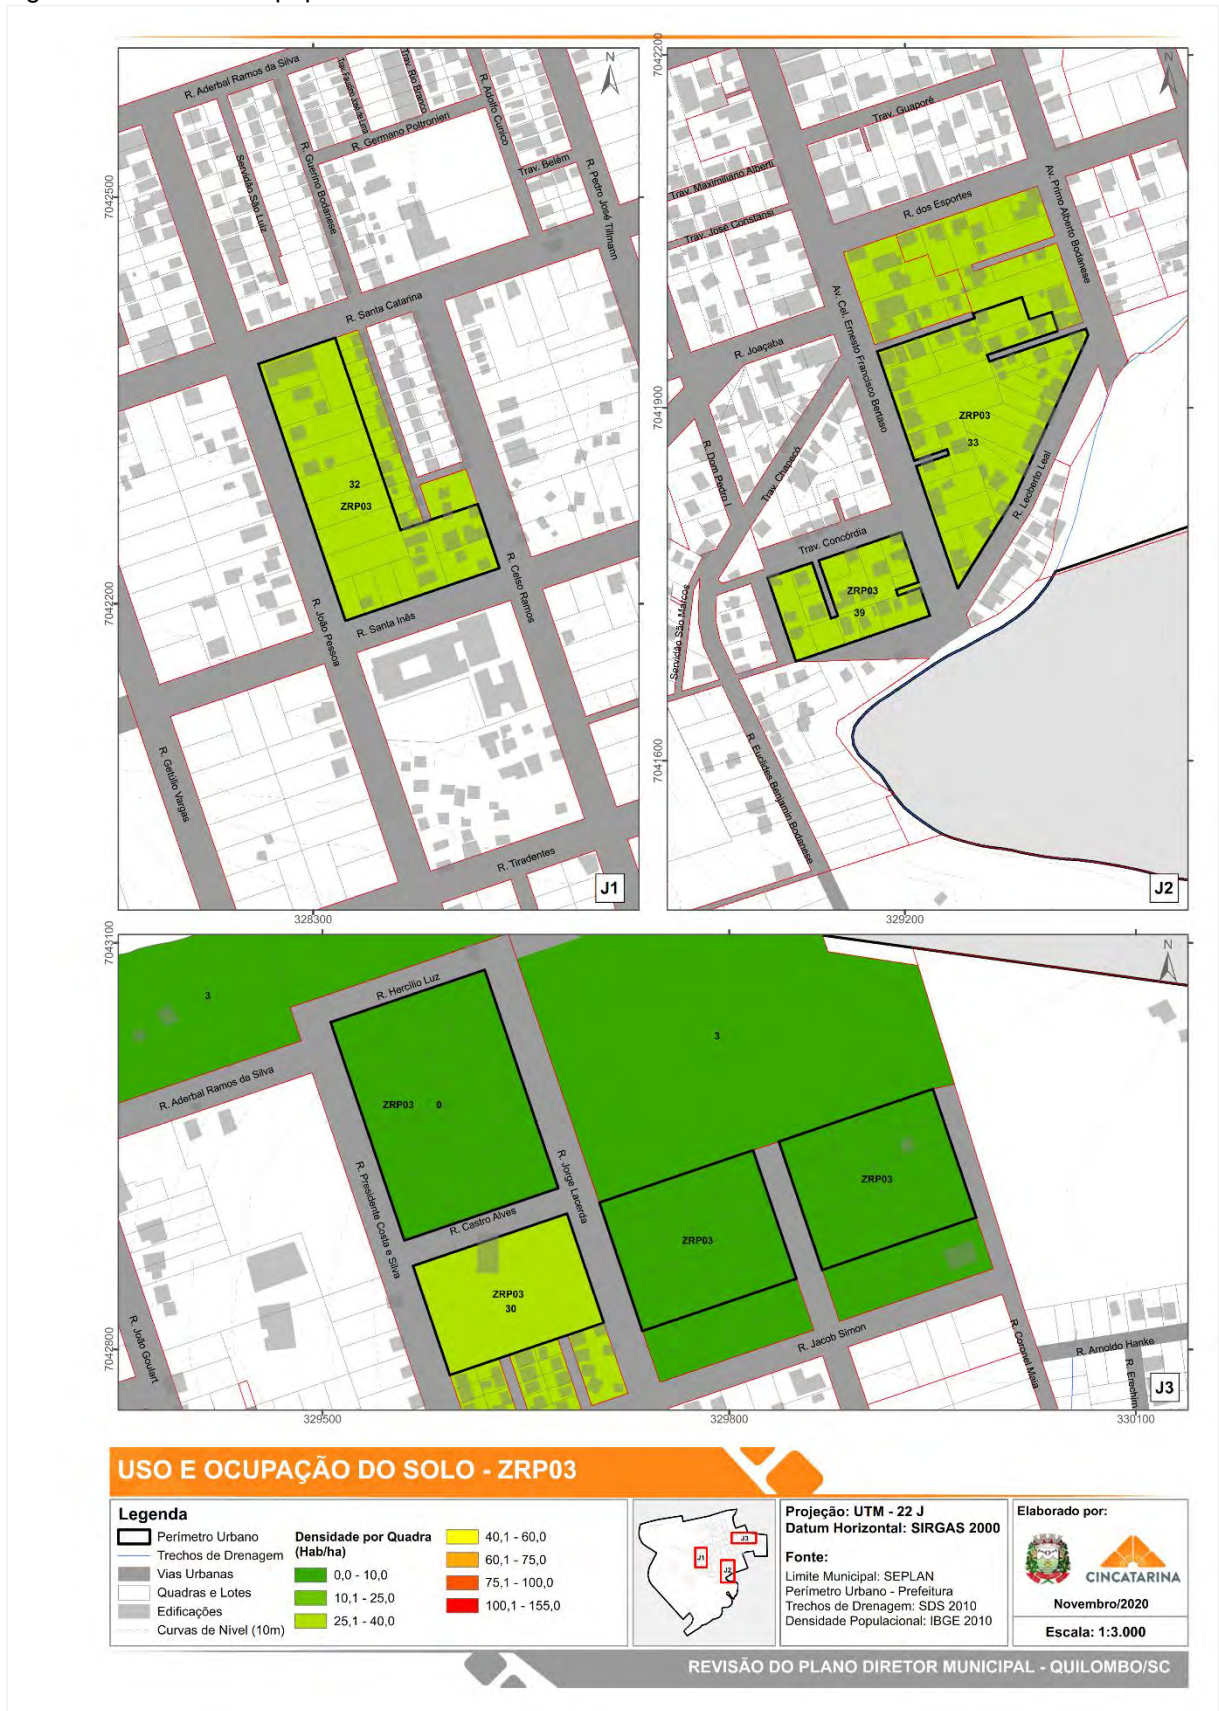 N
R. Aderbal Ramos da Silva
Trav. Fausto José de Lima
Trav. Rio Branco
R. Adolfo Cunico
R. Germano Poltronieri
Servidão São Luiz
R. Guerino Bodanese
Trav. Belém
R. Pedro José Tillmann
7042500
R. Santa Catarina
32
ZRP03
R. Celso Ramos
7042200
R. João Pessoa
R. Santa Inês
R. Getúlio Vargas
R. Tiradentes
J1
328300
7042200
N
Trav. Guaporé
Trav. Maximiliano Alberti
Av. Primo Alberto Bodanese
R. dos Esportes
Trav. José Constansi
Av. Cel. Ernesto Francisco Bertaso
R. Joaçaba
7041900
ZRP03
33
R. Dom Pedro I
Trav. Chapecó
R. Leoberto Leal
Trav. Concórdia
ZRP03
39
Servidão São Marcos
7041600
R. Euclides Benjamin Bodanese
J2
329200
7043100
N
3
R. Hercílio Luz
3
R. Aderbal Ramos da Silva
ZRP03 0
R. Presidente Costa e Silva
R. Jorge Lacerda
R. Castro Alves
ZRP03
ZRP03
ZRP03
30
7042800
R. João Goulart
R. Jacob Simon
R. Coronel Maia
R. Arnoldo Hanke
R. Erechim
J3
329500
329800
330100
USO E OCUPAÇÃO DO SOLO - ZRP03
Legenda
Perímetro Urbano
Trechos de Drenagem
Vias Urbanas
Quadras e Lotes
Edificações
Curvas de Nível (10m)
Densidade por Quadra
(Hab/ha)
0,0 - 10,0
10,1 - 25,0
25,1 - 40,0
40,1 - 60,0
60,1 - 75,0
75,1 - 100,0
100,1 - 155,0
J3
J1
J2
Projeção: UTM - 22 J
Datum Horizontal: SIRGAS 2000
Fonte:
Limite Municipal: SEPLAN
Perímetro Urbano - Prefeitura
Trechos de Drenagem: SDS 2010
Densidade Populacional: IBGE 2010
Elaborado por:
CINCATARINA
Novembro/2020
Escala: 1:3.000
REVISÃO DO PLANO DIRETOR MUNICIPAL - QUILOMBO/SC